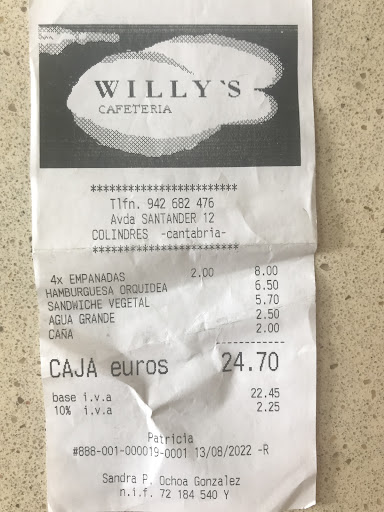 WILLY`S
CAFETERIA
************************
Tlfn. 942 682 476
Avda SANTANDER 12
COLINDRES -cantabria-
************************
4x EMPANADAS 2.00 8.00
HAMBURGUESA ORQUIDEA 6.50
SANDWICHE VEGETAL 5.70
AGUA GRANDE 2.50
CAÑA 2.00
CAJA euros 24.70
base i.v.a 22.45
10% i.v.a 2.25
Patricia
#888-001-000019-0001 13/08/2022 -R
Sandra P. Ochoa Gonzalez
n.i.f. 72 184 540 Y